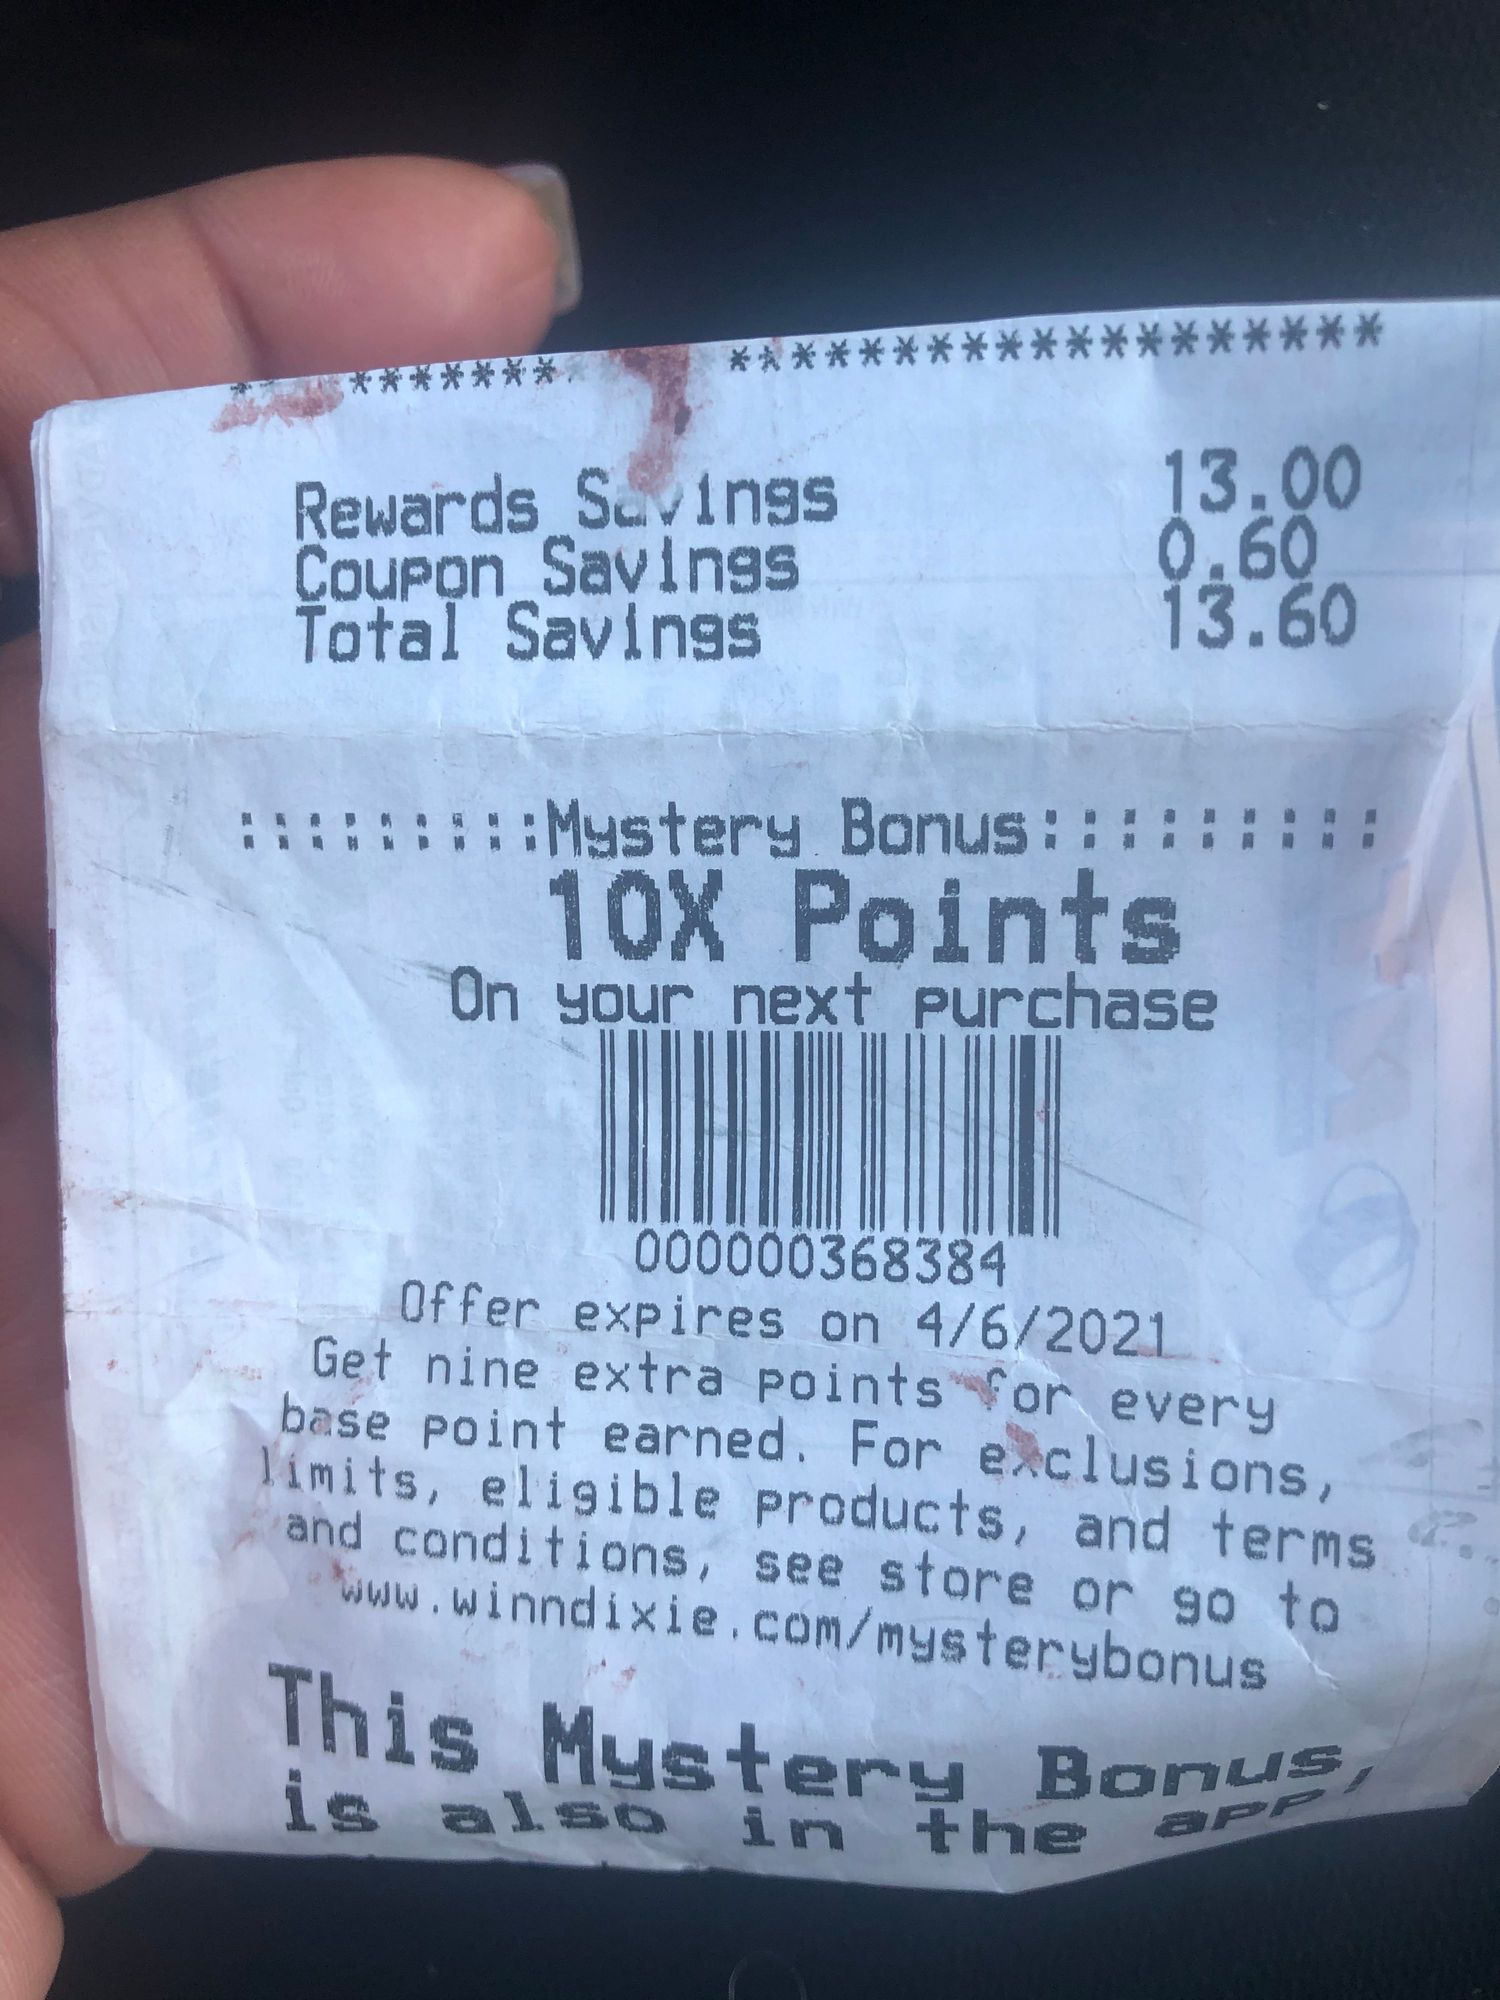 Rewards Savings 13.00
Coupon Savings 0.60
Total Savings 13.60
:::::::::Mystery Bonus::::::::::
10X Points
On your next purchase
000000368384
Offer expires on 4/6/2021
Get nine extra points for every
base point earned. For exclusions,
limits, eligible products, and terms
and conditions, see store or go to
www.winndixie.com/mysterybonus
This Mystery Bonus,
is also in the app